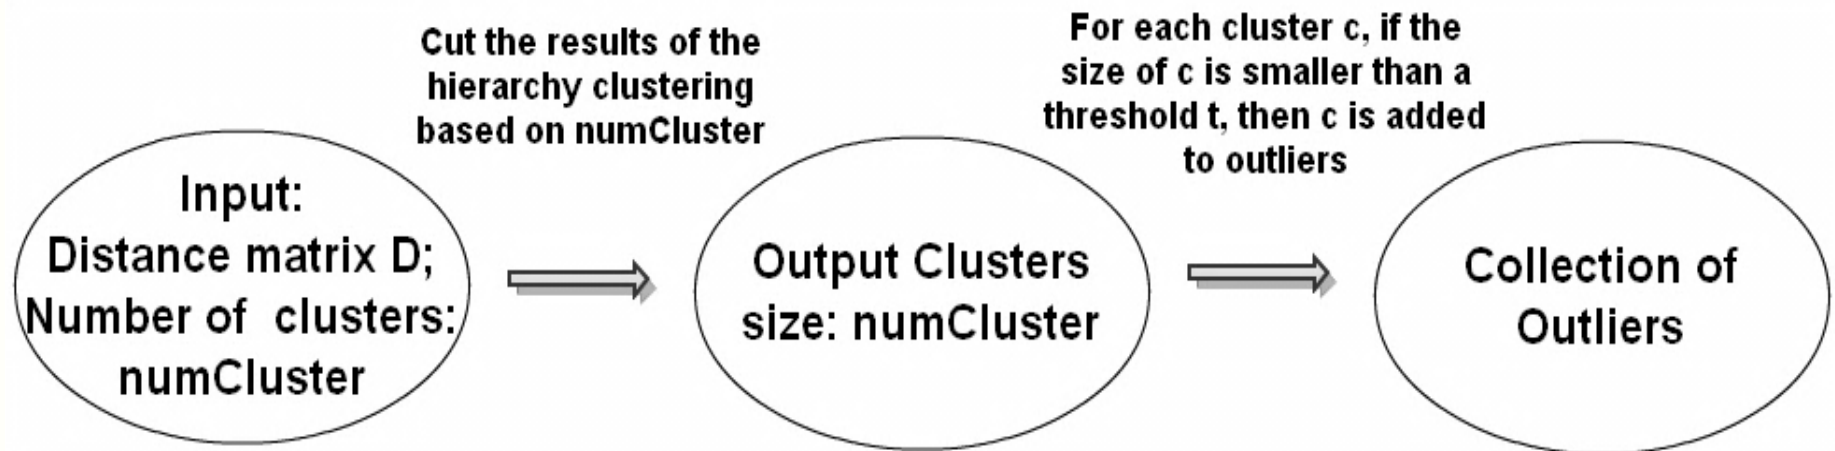 Input:
Distance matrix D;
Number of clusters:
numCluster
Cut the results of the
hierarchy clustering
based on numCluster
Output Clusters
size: numCluster
For each cluster c, if the
size of c is smaller than a
threshold t, then c is added
to outliers
Collection of
Outliers